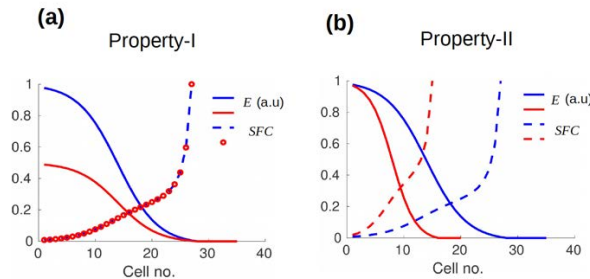 (a)
Property-I
1
0.8
0.6
0.4
0.2
0
0 10 20 30 40
Cell no.
E (a.u)
SFC
(b)
Property-II
1
0.8
0.6
0.4
0.2
0
0 10 20 30 40
Cell no.
E (a.u)
SFC